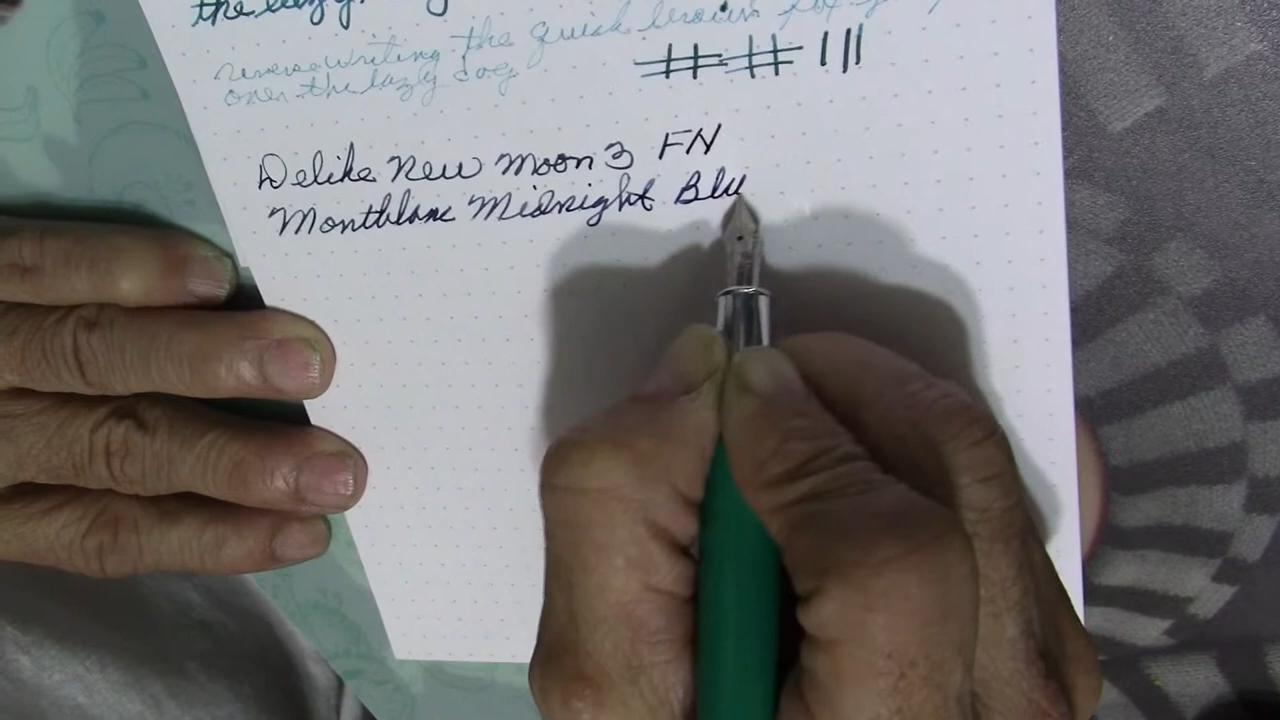 the lazy
reverse writing the quick brown fox
over the lazy dog
Delike New Moon 3 FN
Montblanc Midnight Blu